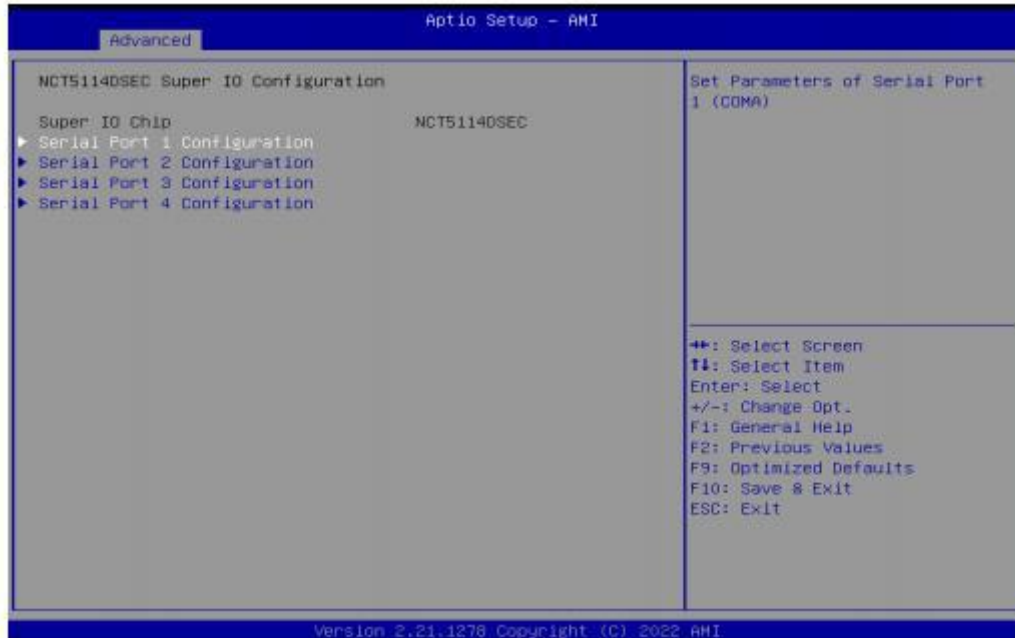 Aptio Setup - AMI
Advanced
NCT5114DSEC Super IO Configuration
Super IO Chip NCT5114DSEC
Serial Port 1 Configuration
Serial Port 2 Configuration
Serial Port 3 Configuration
Serial Port 4 Configuration
Set Parameters of Serial Port
1 (COMA)
→←: Select Screen
↑↓: Select Item
Enter: Select
+/-: Change Opt.
F1: General Help
F2: Previous Values
F9: Optimized Defaults
F10: Save & Exit
ESC: Exit
Version 2.21.1278 Copyright (C) 2022 AMI